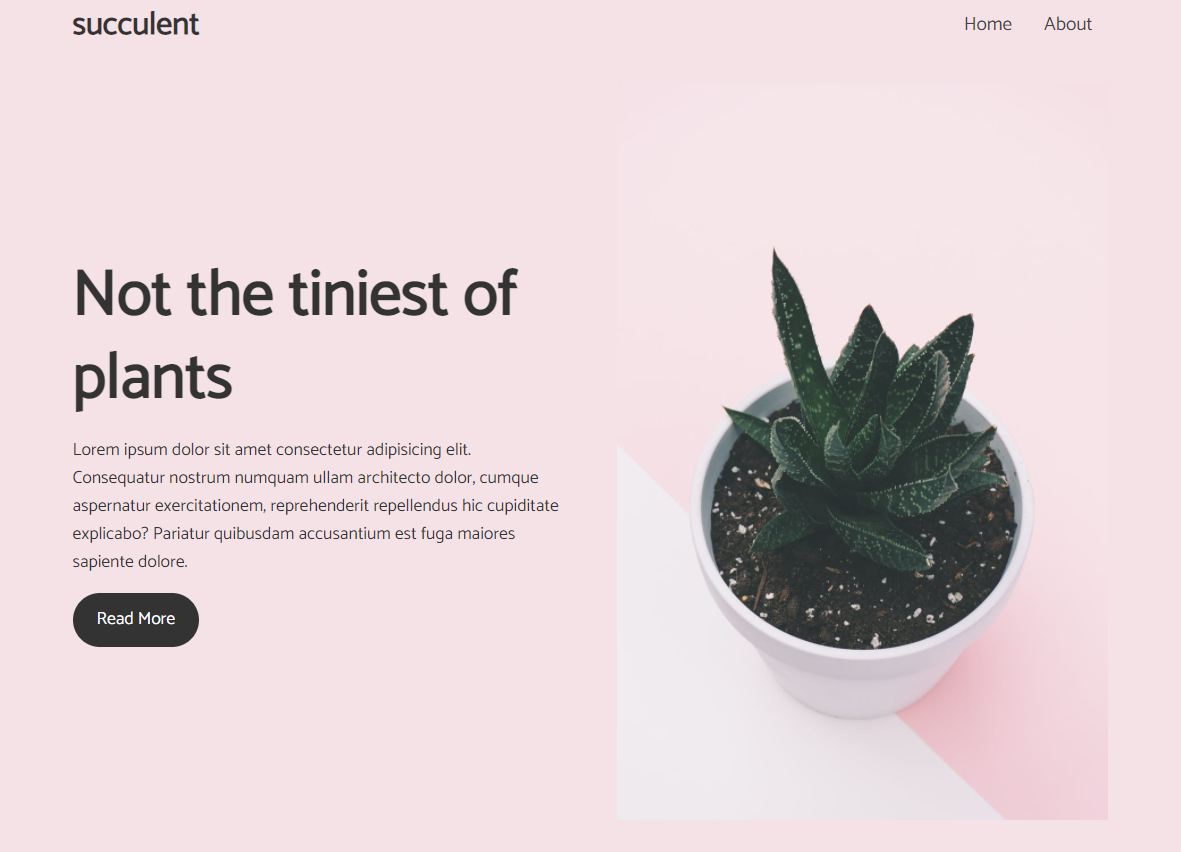 succulent
Home About
Not the tiniest of
plants
Lorem ipsum dolor sit amet consectetur adipisicing elit.
Consequatur nostrum numquam ullam architecto dolor, cumque
aspernatur exercitationem, reprehenderit repellendus hic cupiditate
explicabo? Pariatur quibusdam accusantium est fuga maiores
sapiente dolore.
Read More